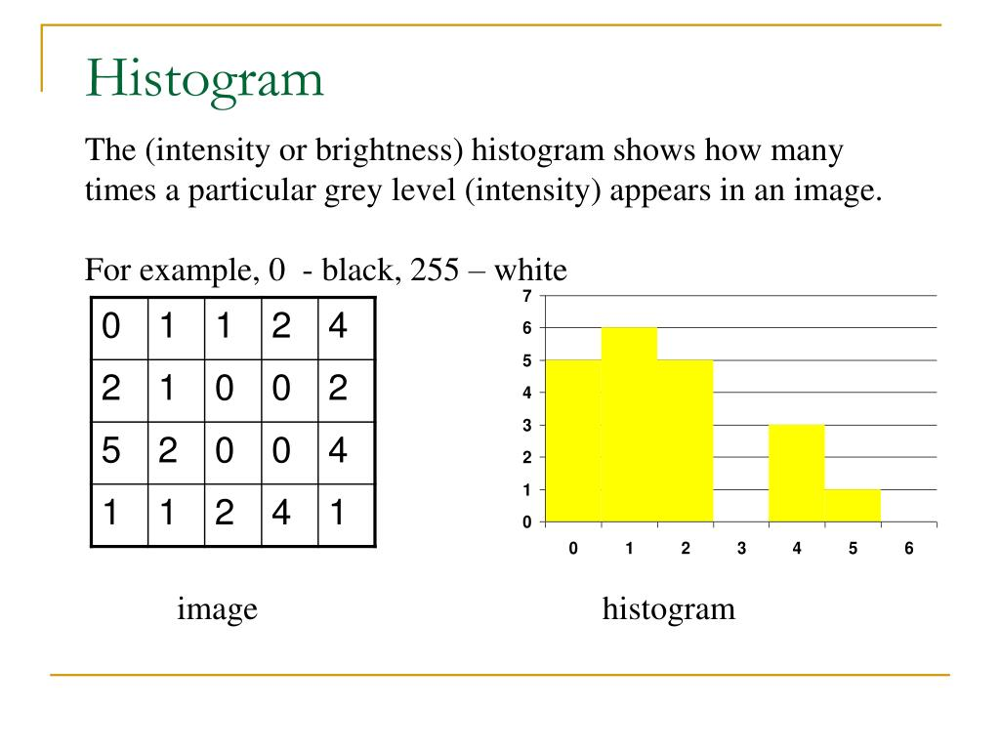 Histogram
The (intensity or brightness) histogram shows how many
times a particular grey level (intensity) appears in an image.
For example, 0  - black, 255 – white
0 1 1 2 4
2 1 0 0 2
5 2 0 0 4
1 1 2 4 1
7
6
5
4
3
2
1
0
0 1 2 3 4 5 6
image
histogram